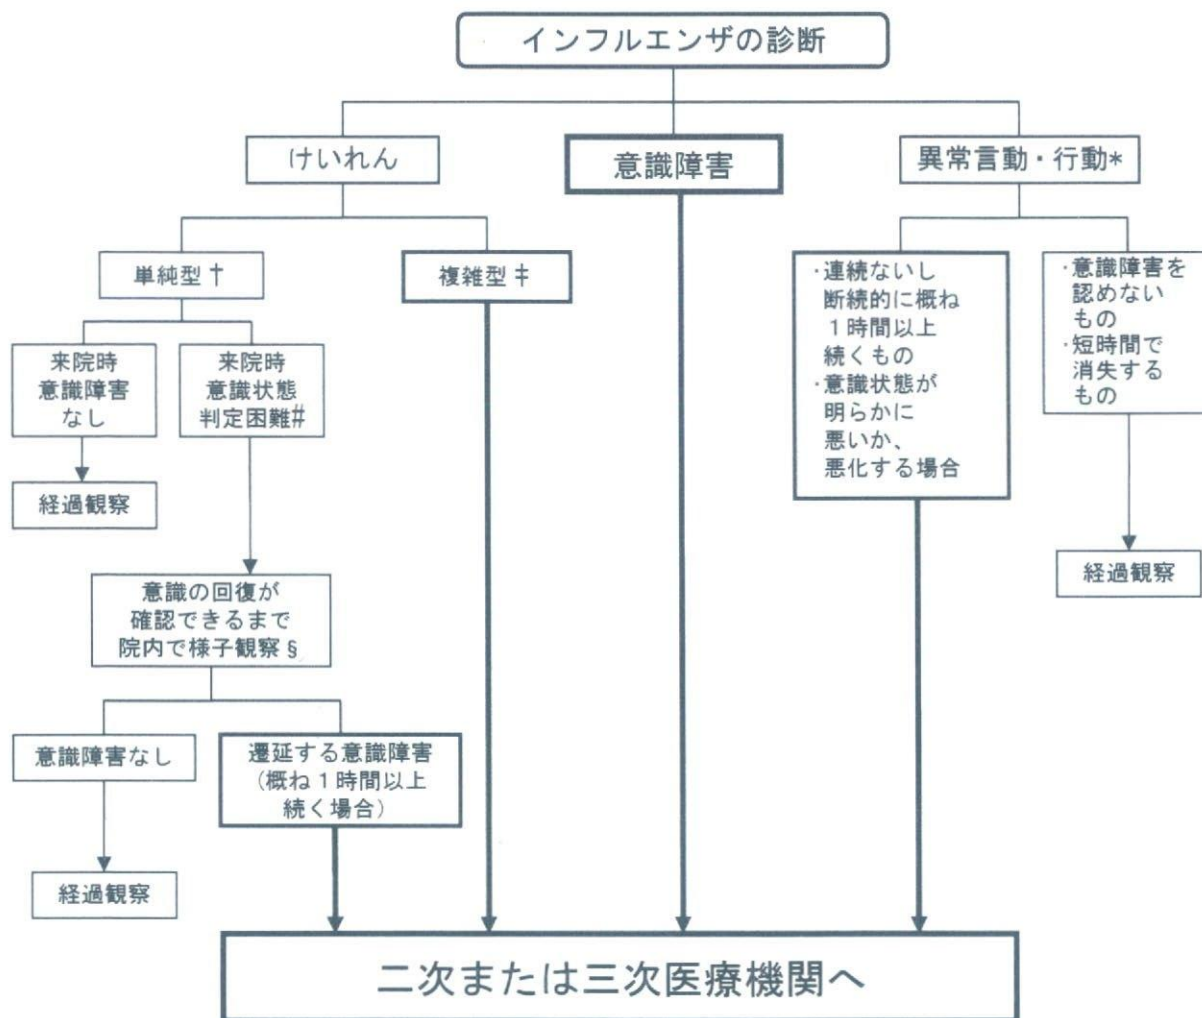 インフルエンザの診断
けいれん
意識障害
異常言動・行動*
単純型†
複雑型‡
・連続ないし
断続的に概ね
1時間以上
続くもの
・意識状態が
明らかに
悪いか、
悪化する場合
・意識障害を
認めない
もの
・短時間で
消失する
もの
来院時
意識障害
なし
来院時
意識状態
判定困難#
経過観察
経過観察
意識の回復が
確認できるまで
院内で様子観察§
意識障害なし
遷延する意識障害
(概ね1時間以上
続く場合)
経過観察
二次または三次医療機関へ